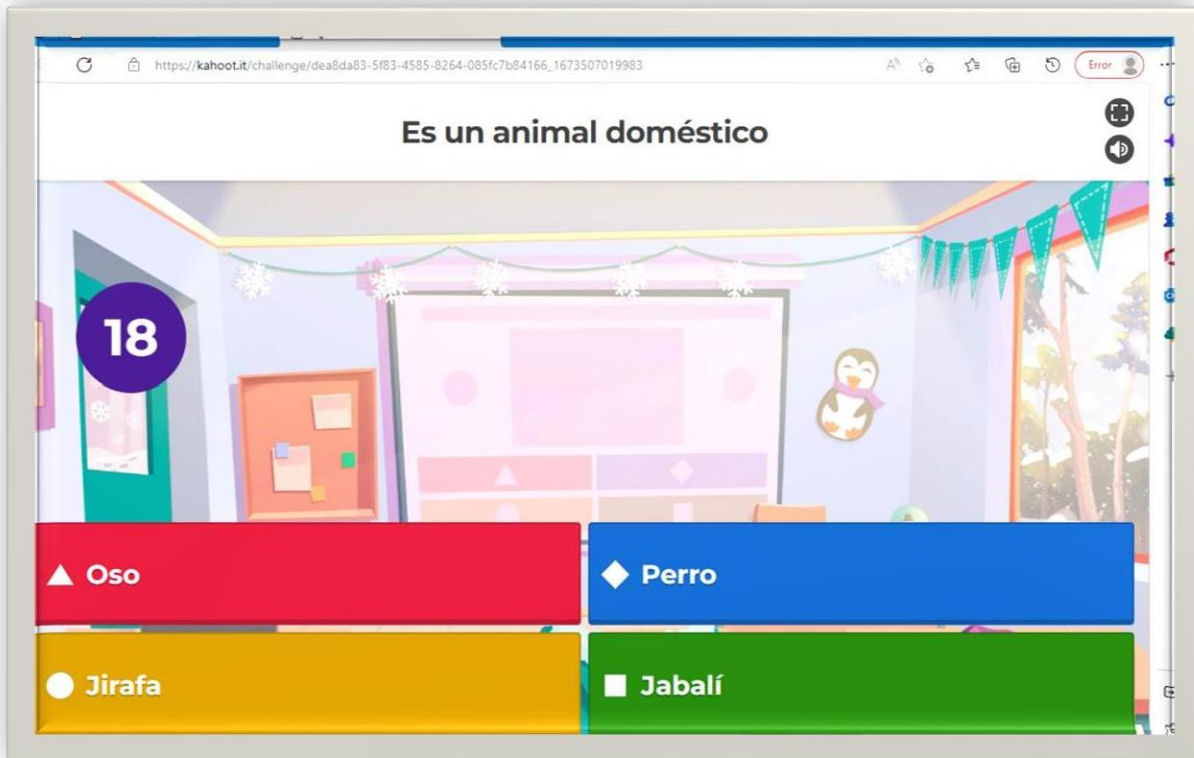 https://kahoot.it/challenge/dea8da83-5f83-4585-8264-085fc7b84166_1673507019983
Error
Es un animal doméstico
18
Oso
Perro
Jirafa
Jabalí